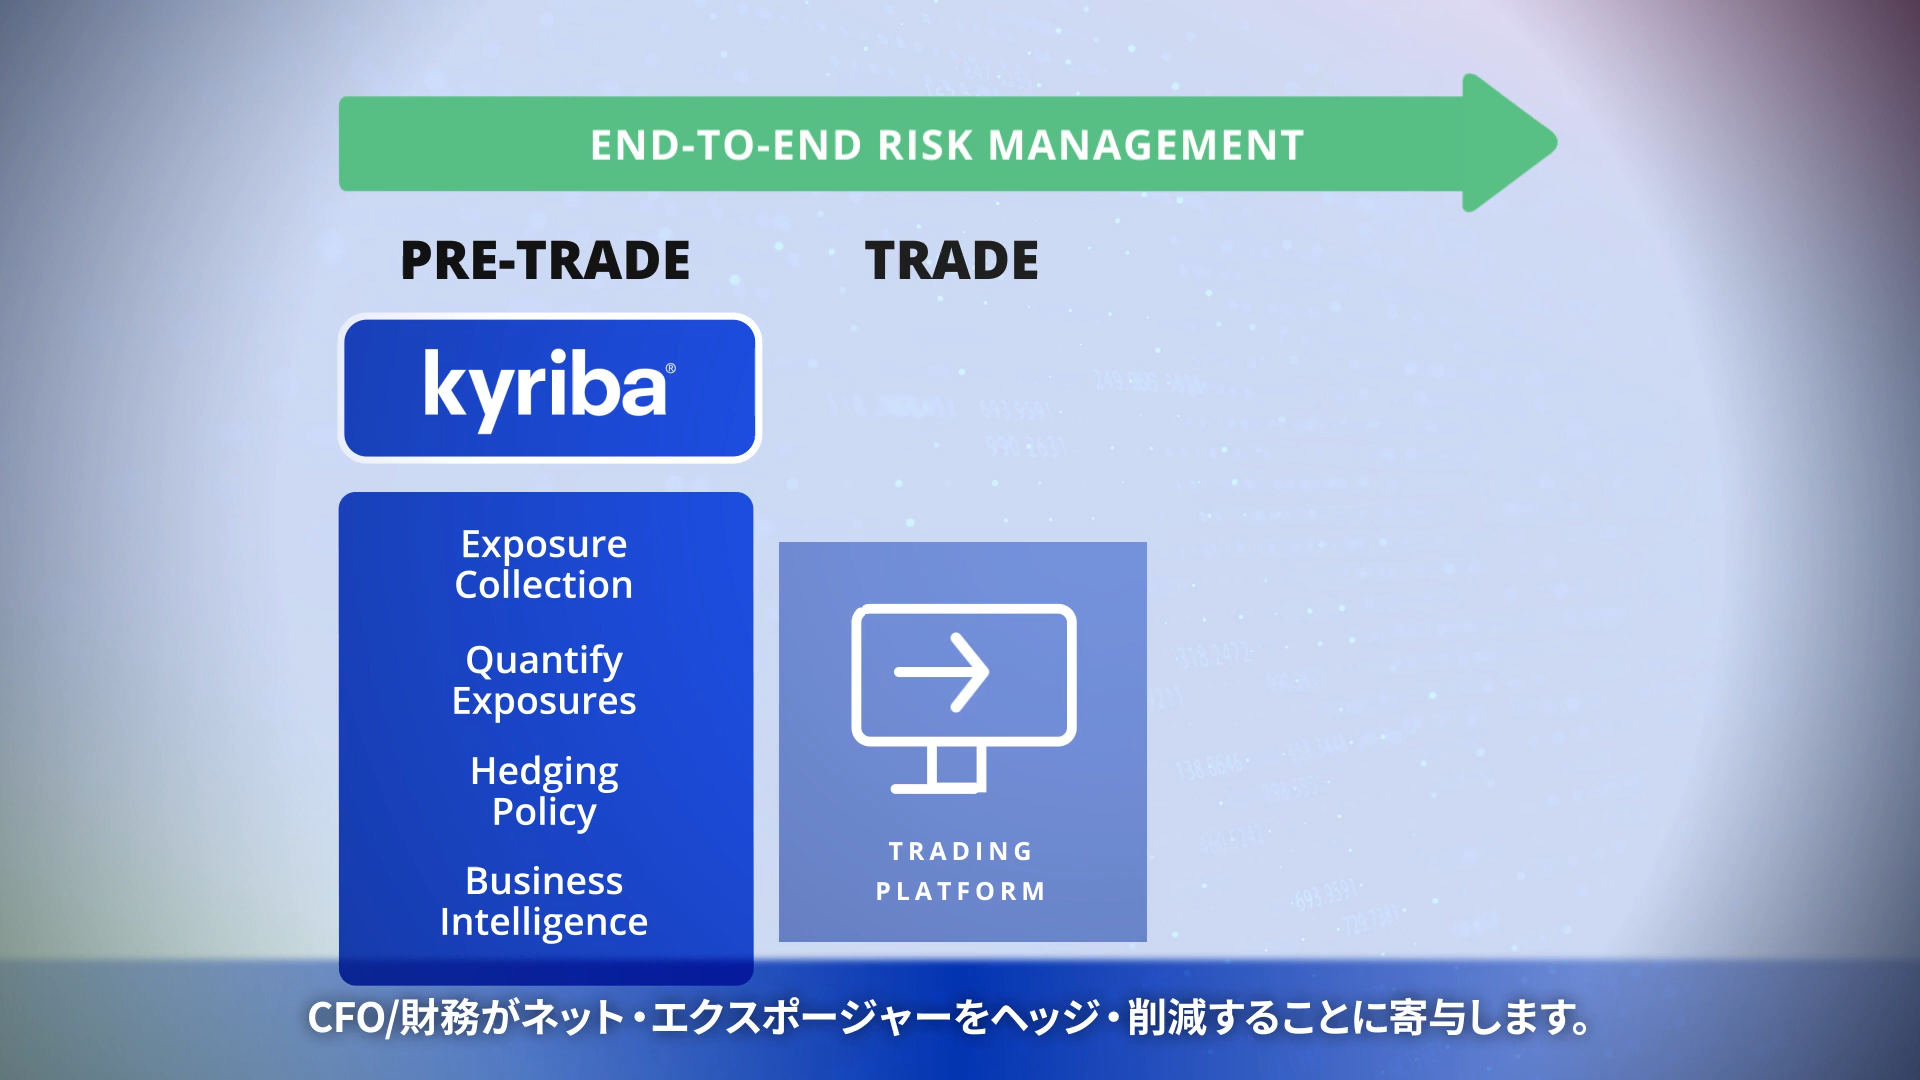 END-TO-END RISK MANAGEMENT
PRE-TRADE
TRADE
kyriba®
Exposure
Collection
Quantify
Exposures
Hedging
Policy
Business
Intelligence
TRADING
PLATFORM
CFO/財務がネット・エクスポージャーをヘッジ・削減することに寄与します。